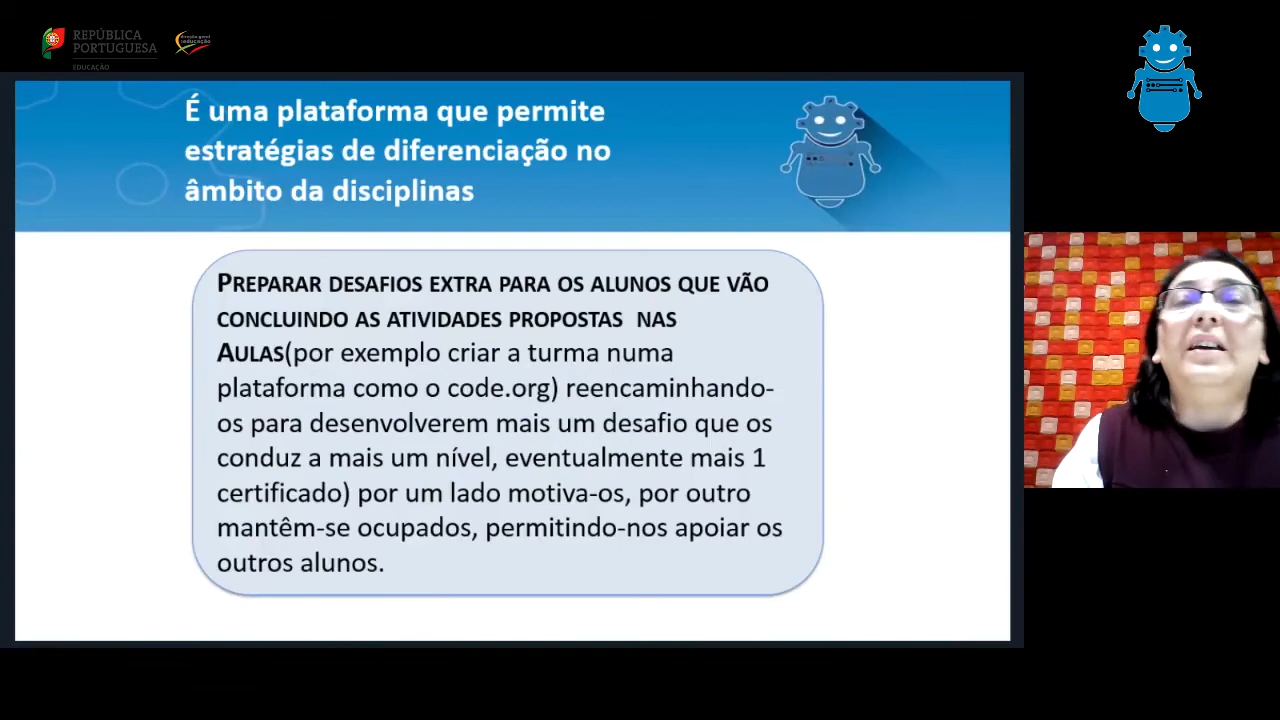 REPÚBLICA
PORTUGUESA
EDUCAÇÃO
direção-geral
educação
É uma plataforma que permite
estratégias de diferenciação no
âmbito da disciplinas
PREPARAR DESAFIOS EXTRA PARA OS ALUNOS QUE VÃO
CONCLUINDO AS ATIVIDADES PROPOSTAS NAS
AULAS(por exemplo criar a turma numa
plataforma como o code.org) reencaminhando-
os para desenvolverem mais um desafio que os
conduz a mais um nível, eventualmente mais 1
certificado) por um lado motiva-os, por outro
mantêm-se ocupados, permitindo-nos apoiar os
outros alunos.